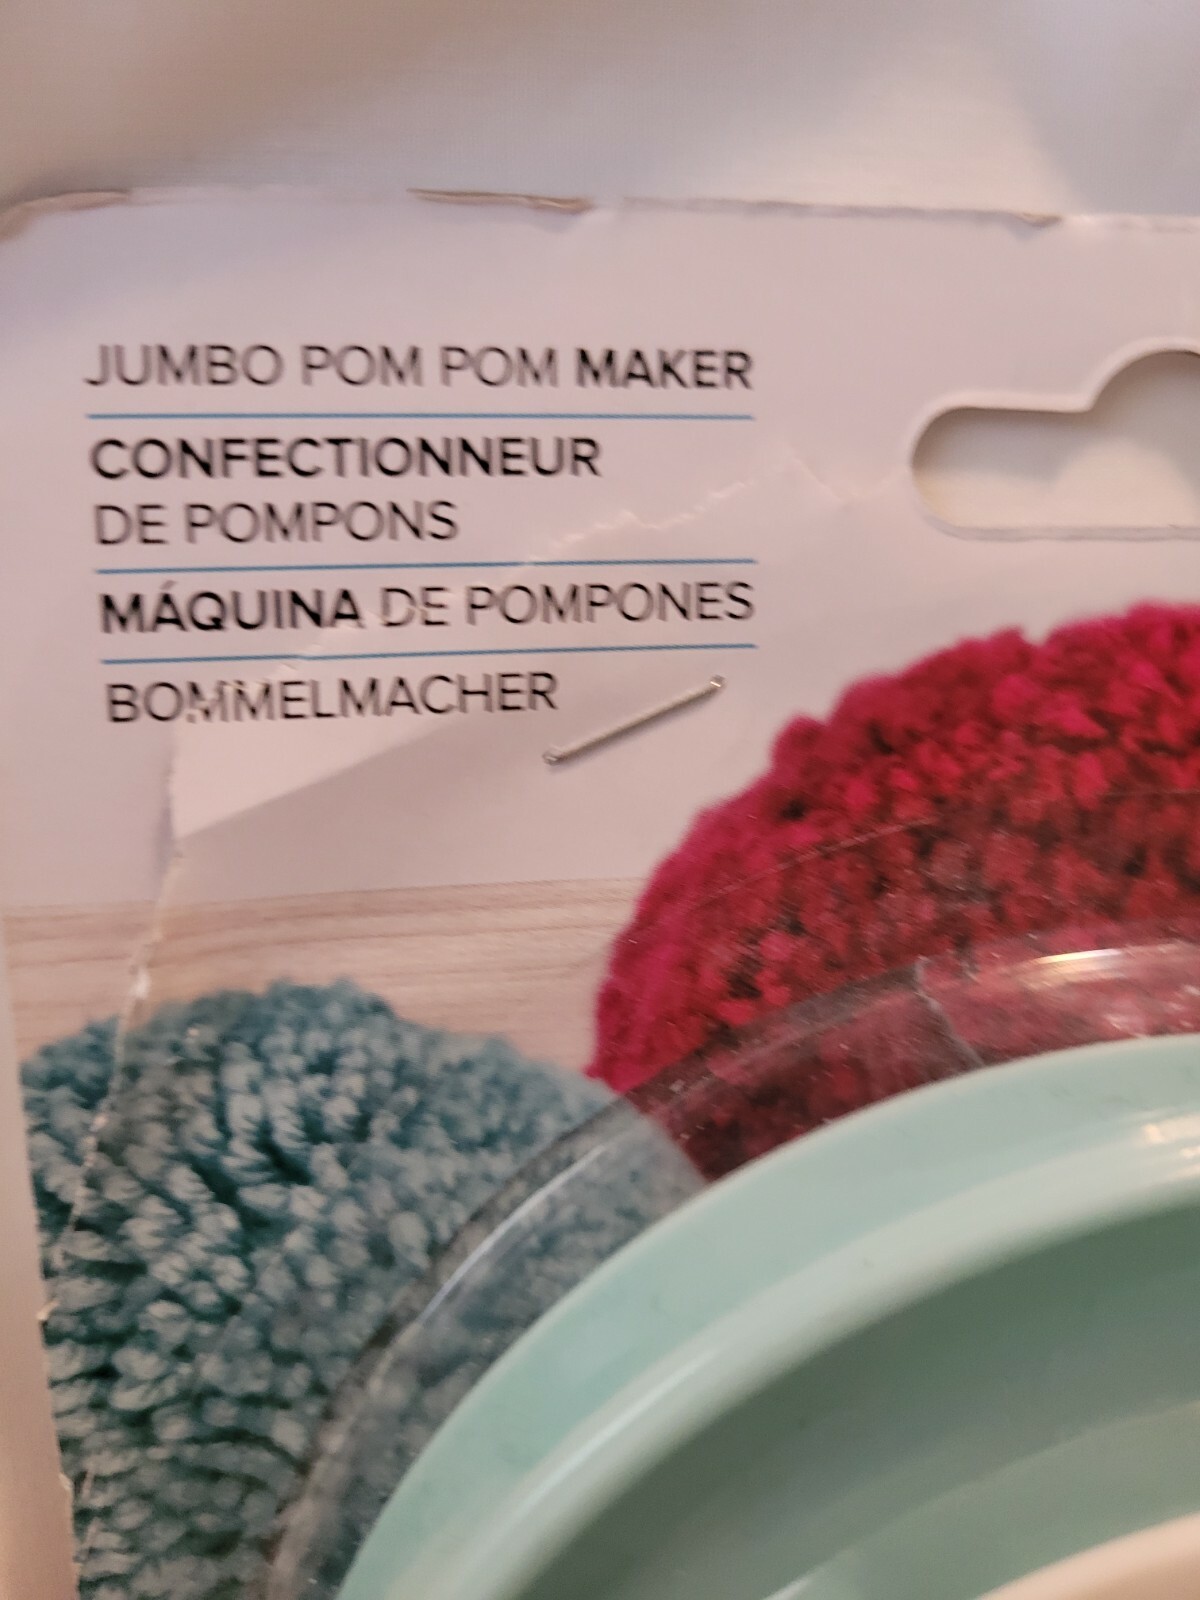 JUMBO POM POM MAKER
CONFECTIONNEUR
DE POMPONS
MÁQUINA DE POMPONES
BOMMELMACHER